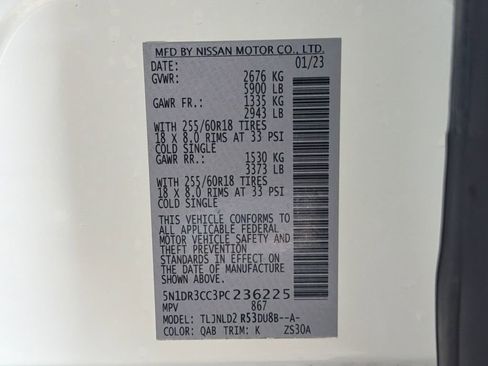 MFD BY NISSAN MOTOR CO., LTD.
DATE: 01/23
GVWR: 2676 KG
5900 LB
GAWR FR.: 1335 KG
2943 LB
WITH 255/60R18 TIRES
18 X 8.0 RIMS AT 33 PSI
COLD SINGLE
GAWR RR.: 1530 KG
3373 LB
WITH 255/60R18 TIRES
18 X 8.0 RIMS AT 33 PSI
COLD SINGLE
THIS VEHICLE CONFORMS TO
ALL APPLICABLE FEDERAL
MOTOR VEHICLE SAFETY AND
THEFT PREVENTION
STANDARDS IN EFFECT ON
THE DATE OF MANUFACTURE
SHOWN ABOVE.
5N1DR3CC3PC236225
MPV 867
MODEL: TLJNLD2 R53DU8B--A-
COLOR: QAB TRIM: K ZS30A